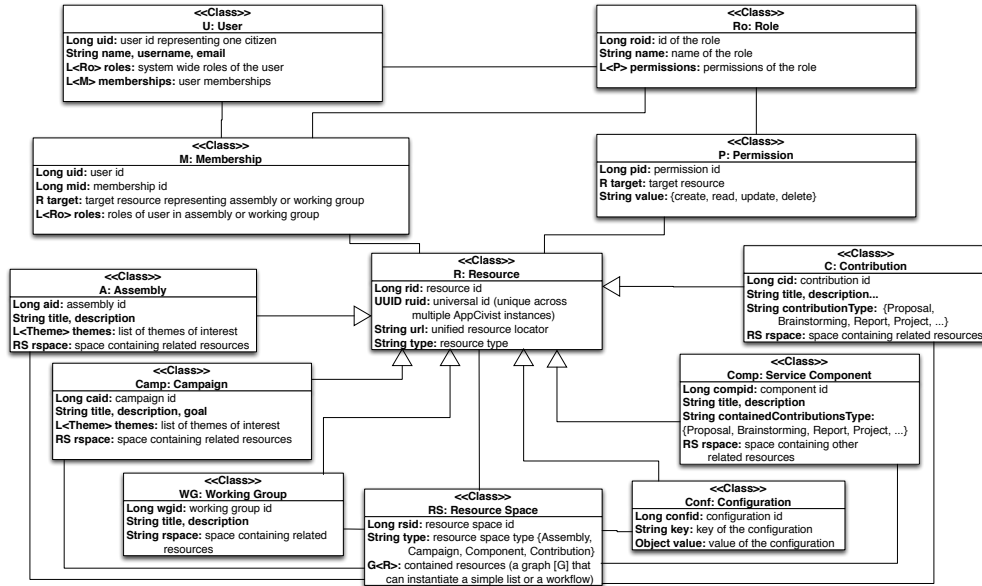 <<Class>>
U: User
Long uid: user id representing one citizen
String name, username, email
L<Ro> roles: system wide roles of the user
L<M> memberships: user memberships
<<Class>>
Ro: Role
Long roid: id of the role
String name: name of the role
L<P> permissions: permissions of the role
<<Class>>
M: Membership
Long uid: user id
Long mid: membership id
R target: target resource representing assembly or working group
L<Ro> roles: roles of user in assembly or working group
<<Class>>
P: Permission
Long pid: permission id
R target: target resource
String value: {create, read, update, delete}
<<Class>>
R: Resource
Long rid: resource id
UUID ruid: universal id (unique across
multiple AppCivist instances)
String url: unified resource locator
String type: resource type
<<Class>>
A: Assembly
Long aid: assembly id
String title, description
L<Theme> themes: list of themes of interest
RS rspace: space containing related resources
<<Class>>
C: Contribution
Long cid: contribution id
String title, description...
String contributionType: {Proposal,
Brainstorming, Report, Project, ...}
RS rspace: space containing related resources
<<Class>>
Camp: Campaign
Long caid: campaign id
String title, description, goal
L<Theme> themes: list of themes of interest
RS rspace: space containing related resources
<<Class>>
Comp: Service Component
Long compid: component id
String title, description
String containedContributionsType:
{Proposal, Brainstorming, Report, Project, ...}
RS rspace: space containing other
related resources
<<Class>>
WG: Working Group
Long wgid: working group id
String title, description
String rspace: space containing related
resources
<<Class>>
RS: Resource Space
Long rsid: resource space id
String type: resource space type {Assembly,
Campaign, Component, Contribution}
G<R>: contained resources (a graph [G] that
can instantiate a simple list or a workflow)
<<Class>>
Conf: Configuration
Long confid: configuration id
String key: key of the configuration
Object value: value of the configuration